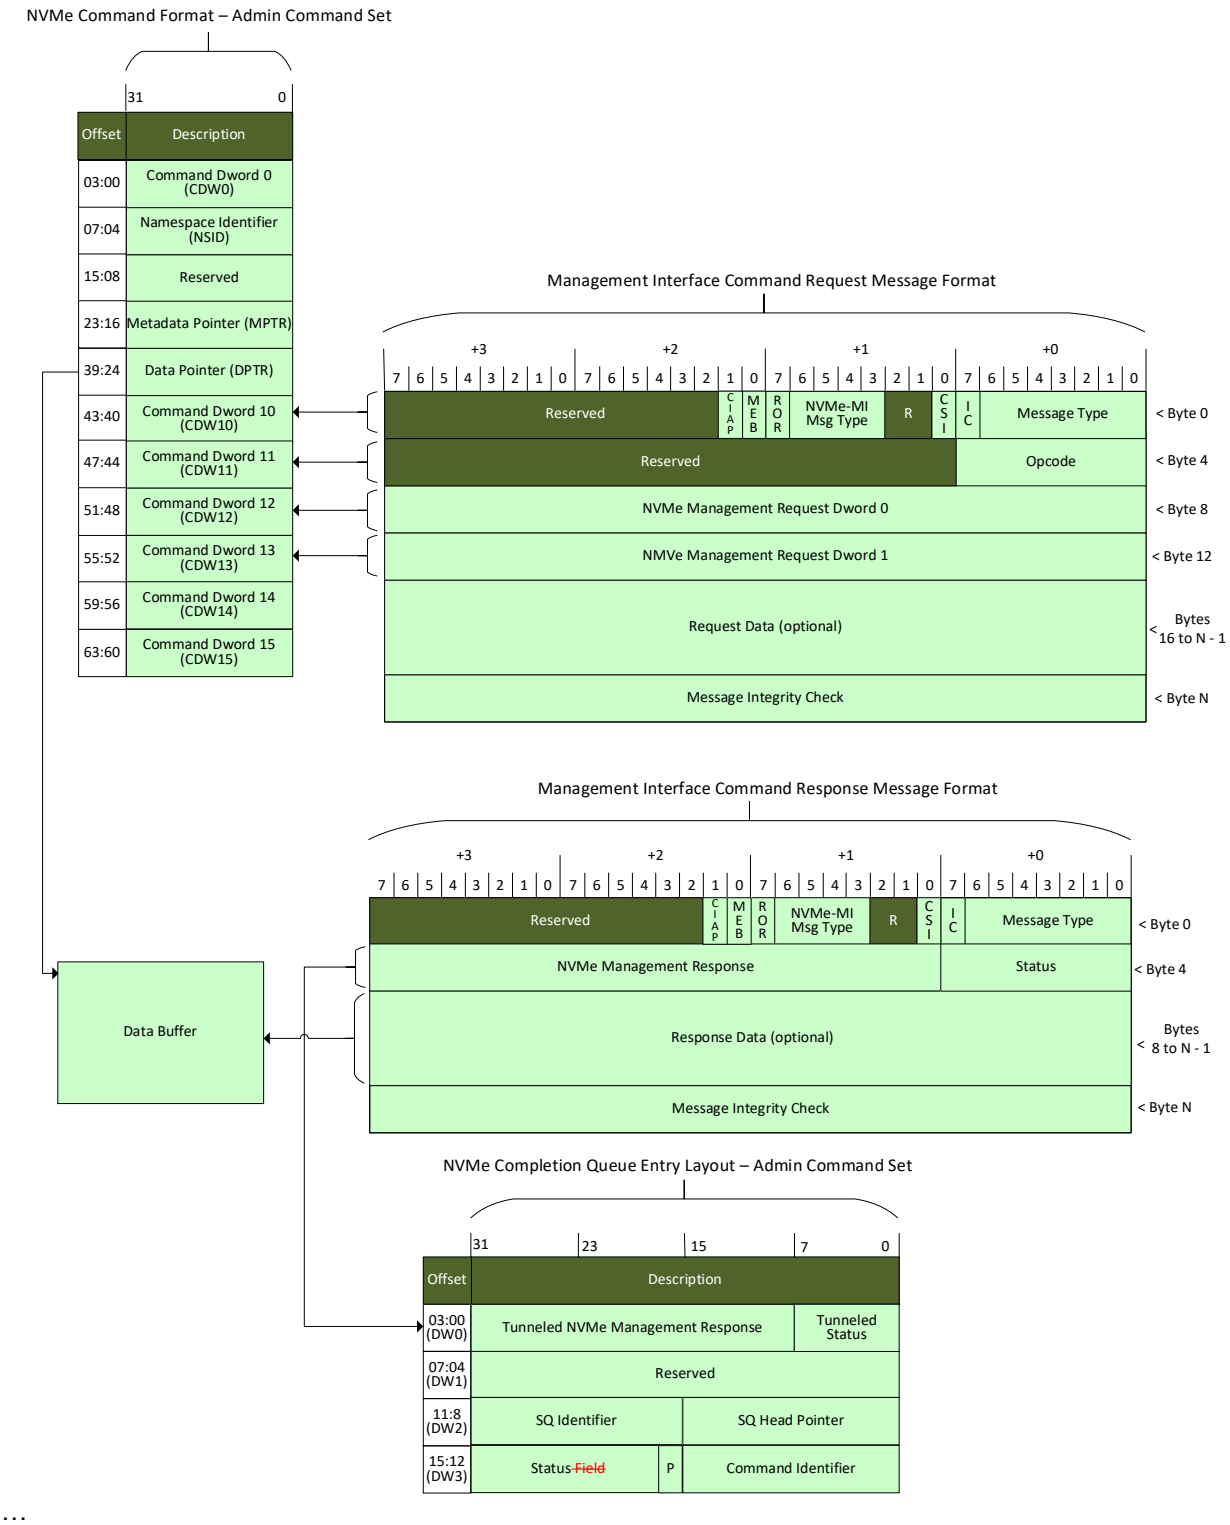 NVMe Command Format – Admin Command Set
31 0
Offset Description
03:00 Command Dword 0
(CDW0)
07:04 Namespace Identifier
(NSID)
15:08 Reserved
23:16 Metadata Pointer (MPTR)
39:24 Data Pointer (DPTR)
43:40 Command Dword 10
(CDW10)
47:44 Command Dword 11
(CDW11)
51:48 Command Dword 12
(CDW12)
55:52 Command Dword 13
(CDW13)
59:56 Command Dword 14
(CDW14)
63:60 Command Dword 15
(CDW15)
Management Interface Command Request Message Format
+3 +2 +1 +0
7 6 5 4 3 2 1 0 7 6 5 4 3 2 1 0 7 6 5 4 3 2 1 0 7 6 5 4 3 2 1 0
Reserved CIAP MEB ROR NVMe-MI
Msg Type R CSI IC Message Type < Byte 0
Reserved Opcode < Byte 4
NVMe Management Request Dword 0 < Byte 8
NMVe Management Request Dword 1 < Byte 12
Request Data (optional) < Bytes
16 to N - 1
Message Integrity Check < Byte N
Management Interface Command Response Message Format
+3 +2 +1 +0
7 6 5 4 3 2 1 0 7 6 5 4 3 2 1 0 7 6 5 4 3 2 1 0 7 6 5 4 3 2 1 0
Reserved CIAP MEB ROR NVMe-MI
Msg Type R CSI IC Message Type < Byte 0
NVMe Management Response Status < Byte 4
Response Data (optional) < Bytes
8 to N - 1
Message Integrity Check < Byte N
Data Buffer
NVMe Completion Queue Entry Layout – Admin Command Set
31 23 15 7 0
Offset Description
03:00
(DW0) Tunneled NVMe Management Response Tunneled
Status
07:04
(DW1) Reserved
11:8
(DW2) SQ Identifier SQ Head Pointer
15:12
(DW3) Status Field P Command Identifier
...